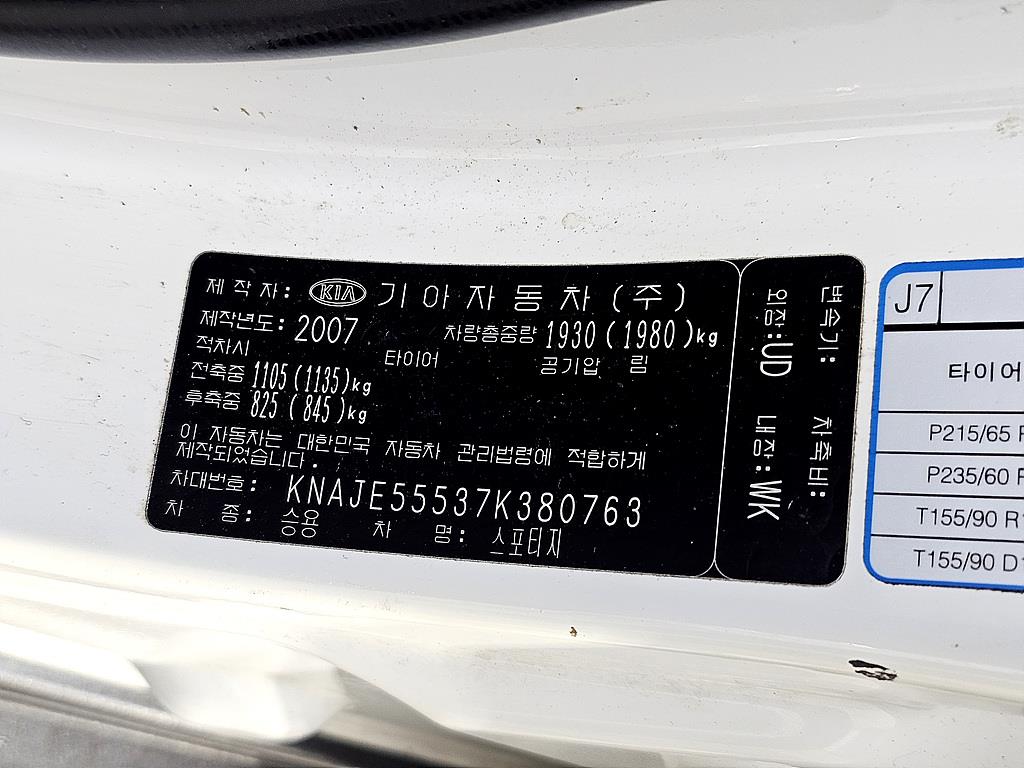 제작자: KIA 기아자동차(주)
제작년도: 2007 차량총중량 1930 (1980)kg
적차시 타이어 공기압 림
전축중 1105 (1135)kg
후축중 825 (845)kg
이 자동차는 대한민국 자동차 관리법령에 적합하게
제작되었습니다.
차대번호: KNAJE55537K380763
차 종: 승용 차 명: 스포티지
변속기: 차축비:
외장:UD 내장:WK
J7
타이어
P215/65 R
P235/60 R
T155/90 R1
T155/90 D1